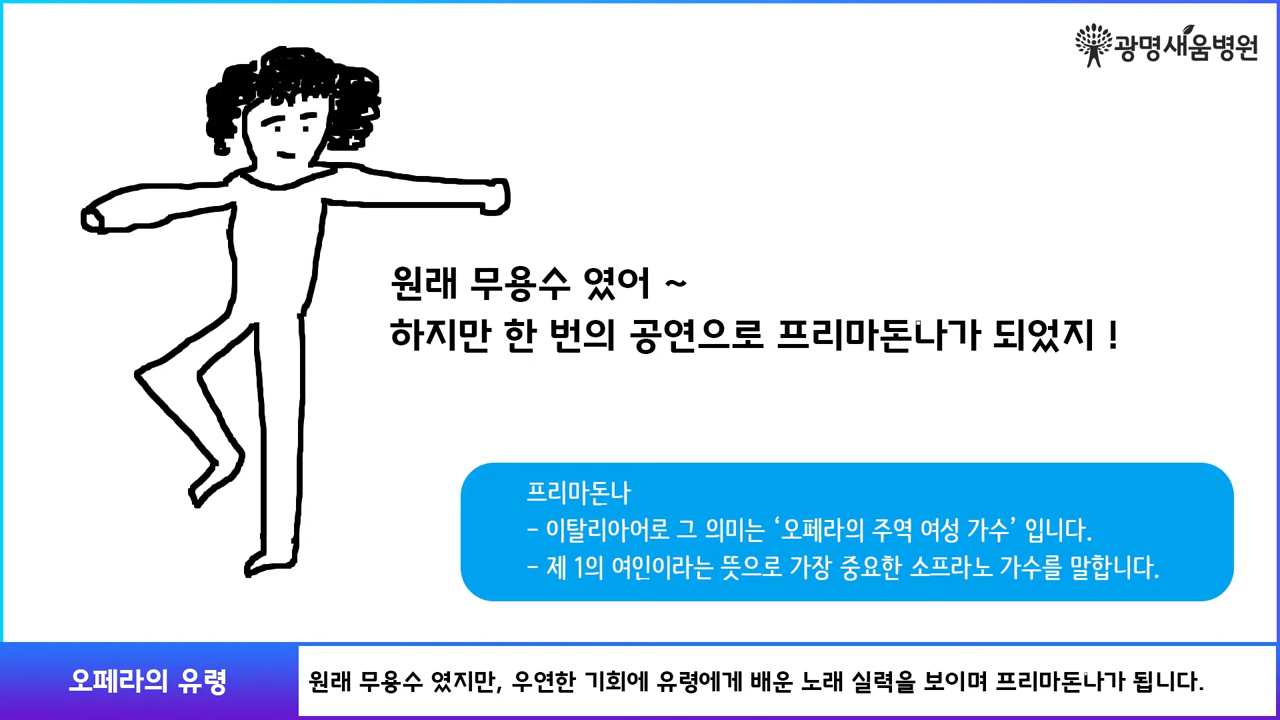 광명새움병원
원래 무용수 였어 ~
하지만 한 번의 공연으로 프리마돈나가 되었지 !
프리마돈나
- 이탈리아어로 그 의미는 ‘오페라의 주역 여성 가수’ 입니다.
- 제 1의 여인이라는 뜻으로 가장 중요한 소프라노 가수를 말합니다.
오페라의 유령
원래 무용수 였지만, 우연한 기회에 유령에게 배운 노래 실력을 보이며 프리마돈나가 됩니다.